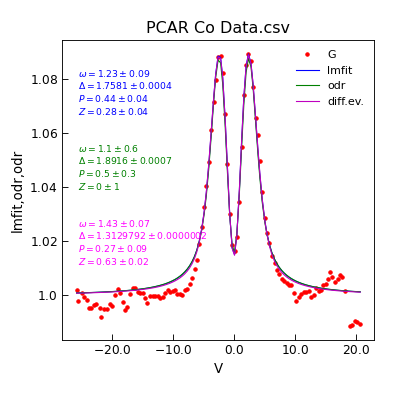 PCAR Co Data.csv
lmfit,odr,odr
1.08
1.06
1.04
1.02
1.0
ω = 1.23 ± 0.09
Δ = 1.7581 ± 0.0004
P = 0.44 ± 0.04
Z = 0.28 ± 0.04
ω = 1.1 ± 0.6
Δ = 1.8916 ± 0.0007
P = 0.5 ± 0.3
Z = 0 ± 1
ω = 1.43 ± 0.07
Δ = 1.3129792 ± 0.0000002
P = 0.27 ± 0.09
Z = 0.63 ± 0.02
G
lmfit
odr
diff.ev.
−20.0 −10.0 0.0 10.0 20.0
V